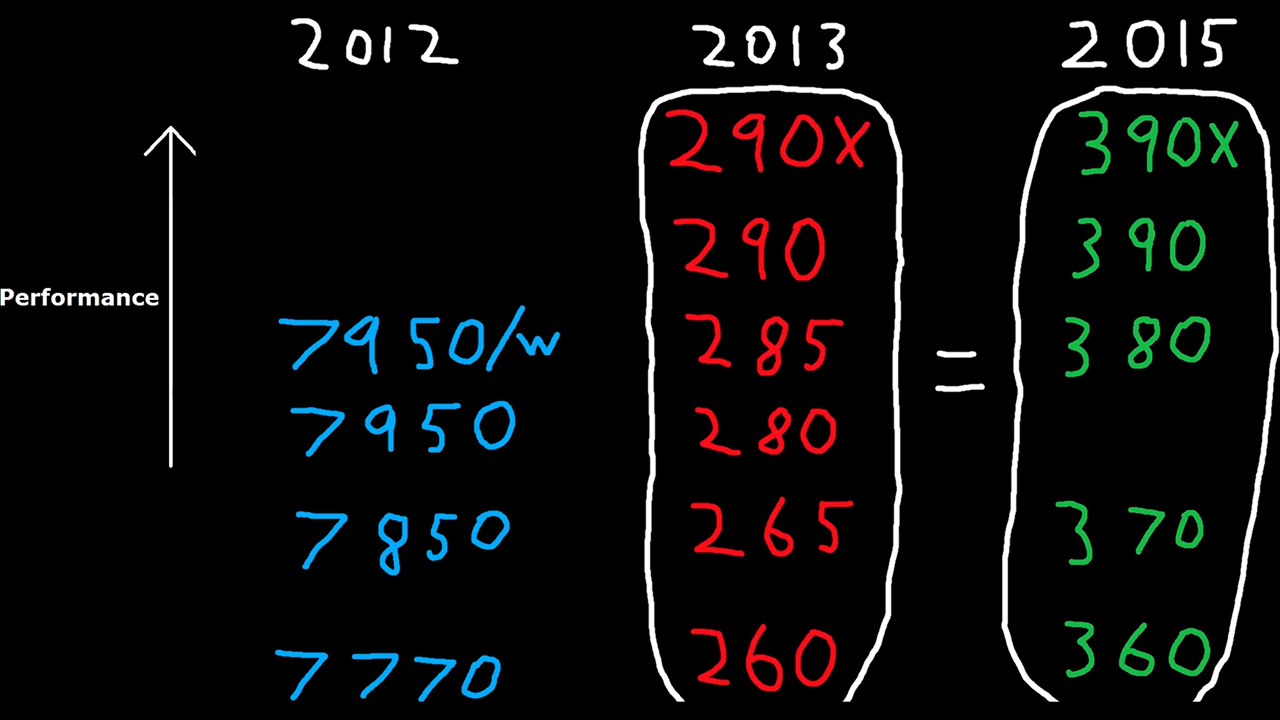 2012 2013 2015
290X 390X
290 390
Performance
7950/w 285 = 380
7950 280
7850 265 370
7770 260 360